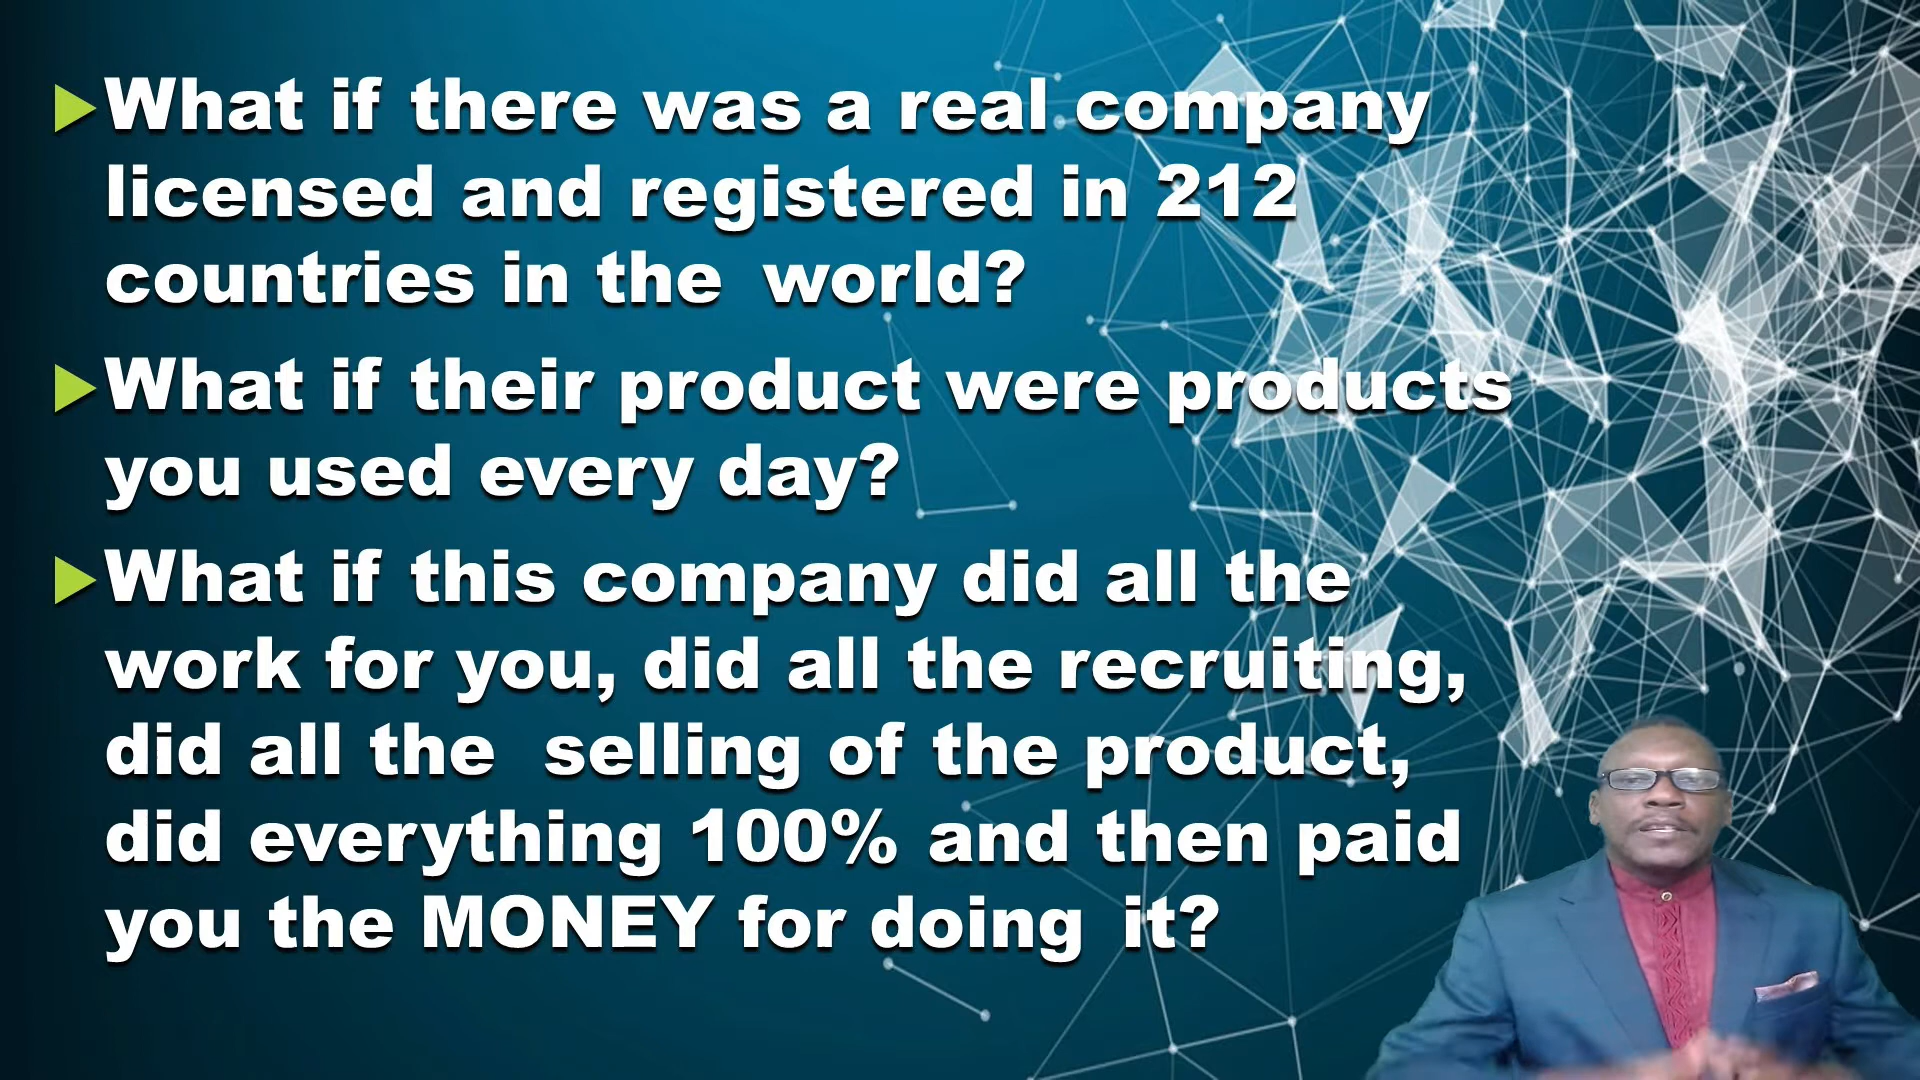 What if there was a real company
licensed and registered in 212
countries in the world?
What if their product were products
you used every day?
What if this company did all the
work for you, did all the recruiting,
did all the selling of the product,
did everything 100% and then paid
you the MONEY for doing it?